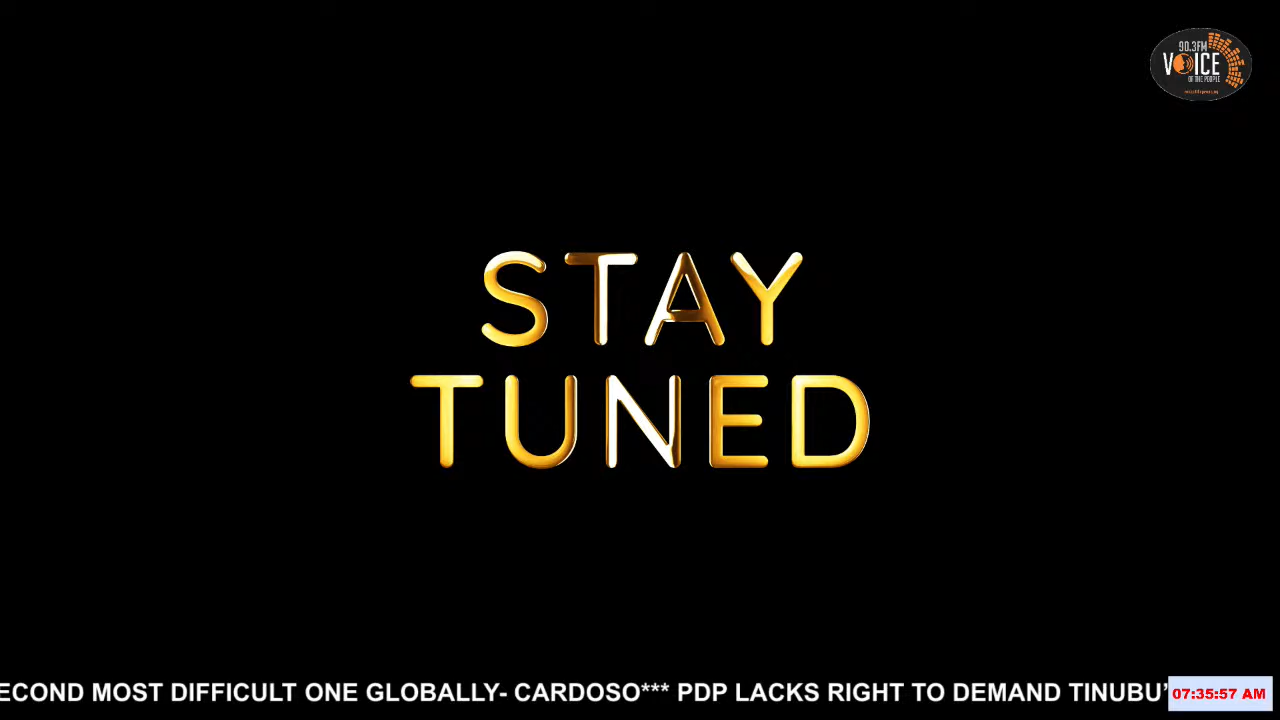 90.3FM
VOICE
OF THE PEOPLE
STAY
TUNED
ECOND MOST DIFFICULT ONE GLOBALLY- CARDOSO*** PDP LACKS RIGHT TO DEMAND TINUBU'
07:35:57 AM